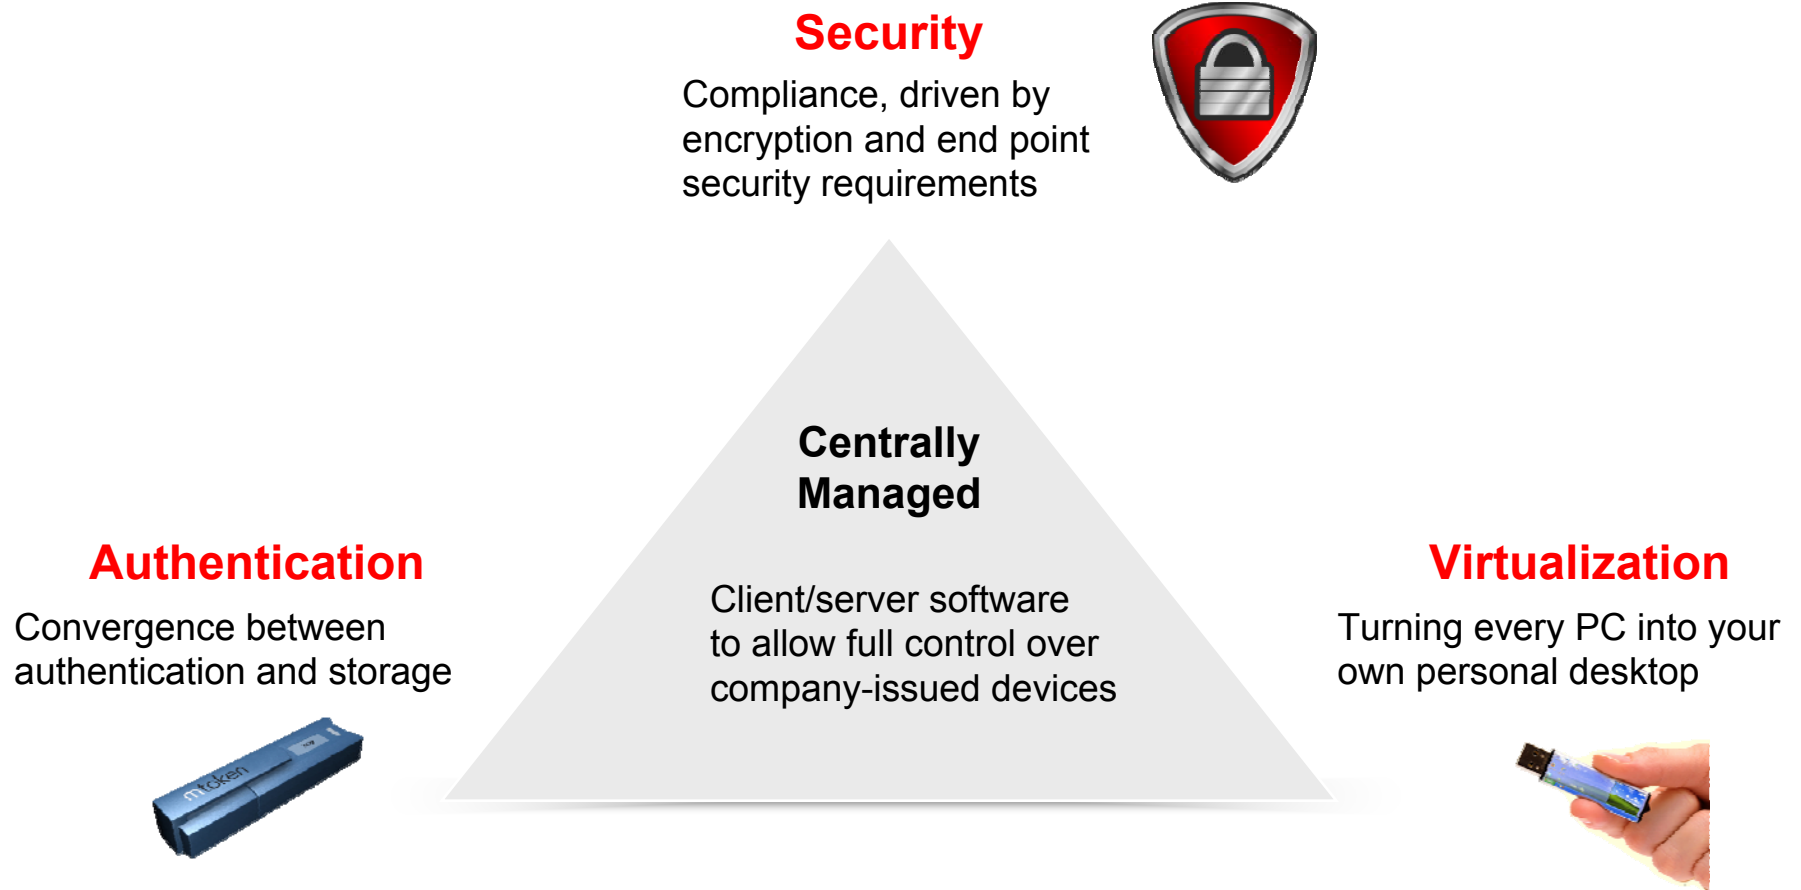 Security
Compliance, driven by
encryption and end point
security requirements
Centrally
Managed
Client/server software
to allow full control over
company-issued devices
Authentication
Convergence between
authentication and storage
mtoken
Virtualization
Turning every PC into your
own personal desktop